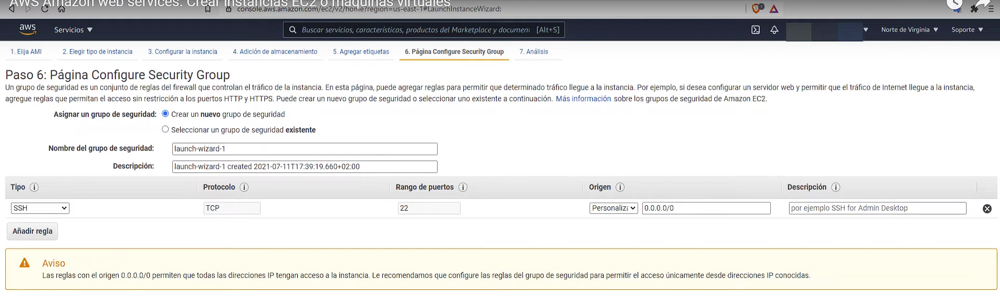 AWS Amazon web services. Crear instancias EC2 o máquinas virtuales
console.aws.amazon.com/ec2/v2/home?region=us-east-1#LaunchInstanceWizard:
1
aws
Servicios
Buscar servicios, características, productos del Marketplace y documen
[Alt+S]
Norte de Virginia
Soporte
1. Elija AMI
2. Elegir tipo de instancia
3. Configurar la instancia
4. Adición de almacenamiento
5. Agregar etiquetas
6. Página Configure Security Group
7. Análisis
Paso 6: Página Configure Security Group
Un grupo de seguridad es un conjunto de reglas del firewall que controlan el tráfico de la instancia. En esta página, puede agregar reglas para permitir que determinado tráfico llegue a la instancia. Por ejemplo, si desea configurar un servidor web y permitir que el tráfico de Internet llegue a la instancia,
agregue reglas que permitan el acceso sin restricción a los puertos HTTP y HTTPS. Puede crear un nuevo grupo de seguridad o seleccionar uno existente a continuación. Más información sobre los grupos de seguridad de Amazon EC2.
Asignar un grupo de seguridad: Crear un nuevo grupo de seguridad
Seleccionar un grupo de seguridad existente
Nombre del grupo de seguridad: launch-wizard-1
Descripción: launch-wizard-1 created 2021-07-11T17:39:19.660+02:00
Tipo i Protocolo i Rango de puertos i Origen i Descripción i
SSH TCP 22 Personaliza 0.0.0.0/0 por ejemplo SSH for Admin Desktop
Añadir regla
Aviso
Las reglas con el origen 0.0.0.0/0 permiten que todas las direcciones IP tengan acceso a la instancia. Le recomendamos que configure las reglas del grupo de seguridad para permitir el acceso únicamente desde direcciones IP conocidas.